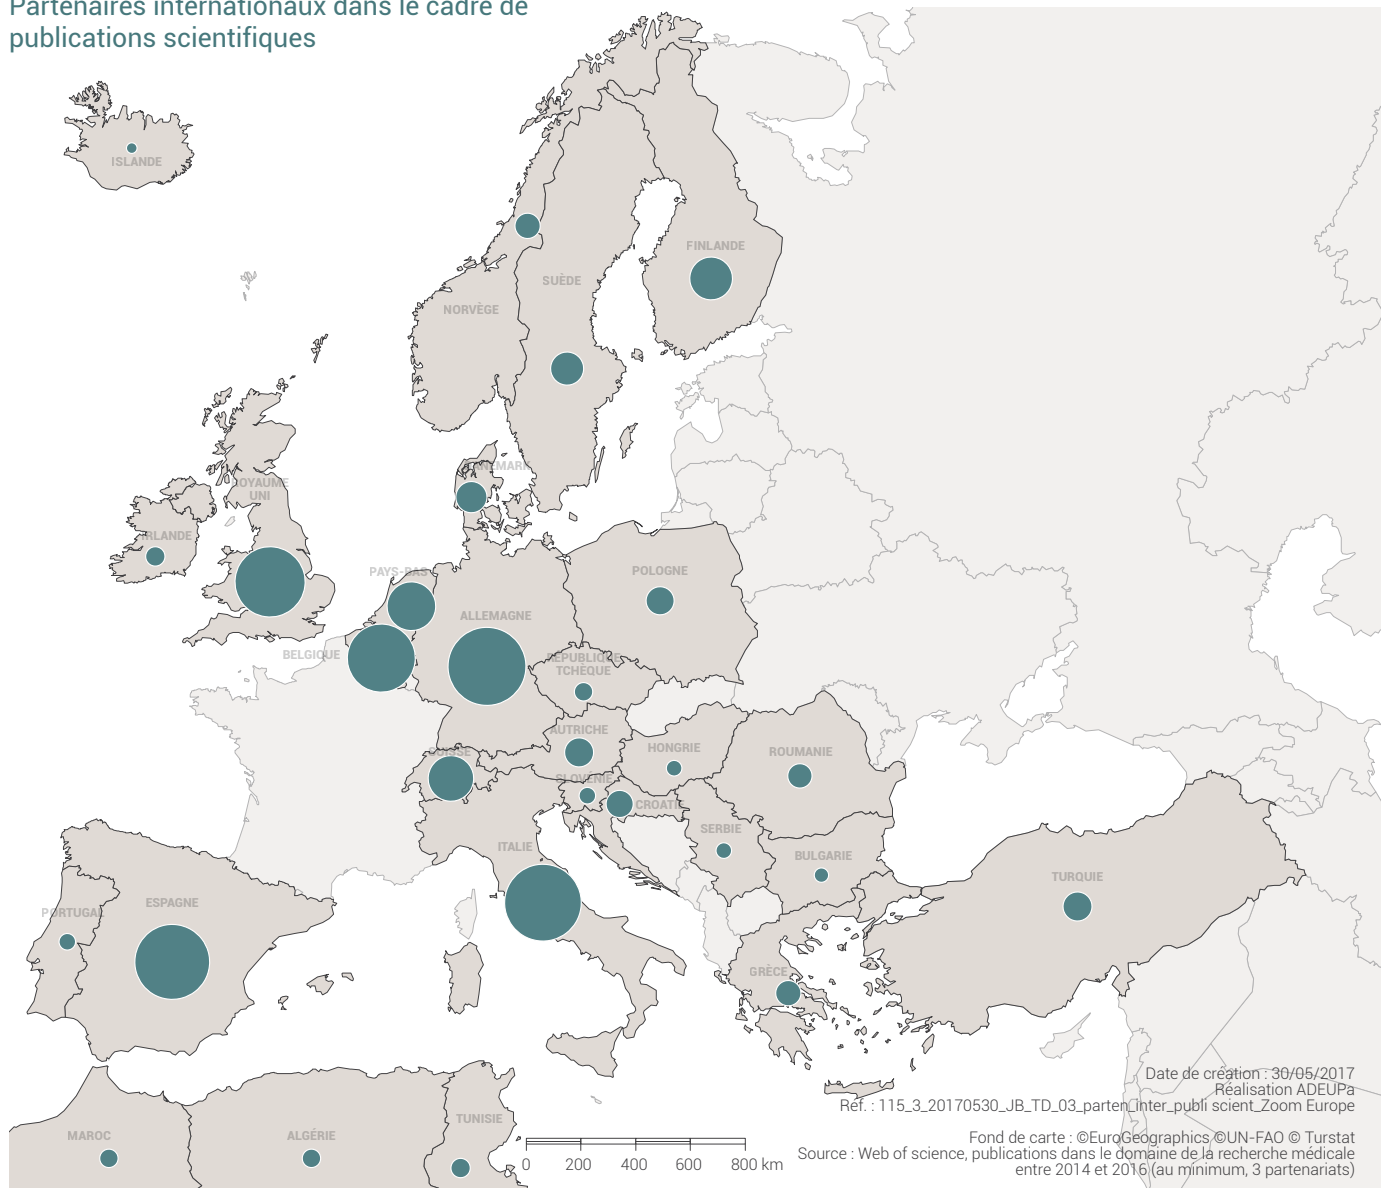 Partenaires internationaux dans le cadre de
publications scientifiques
ISLANDE
FINLANDE
SUÈDE
NORVÈGE
DANEMARK
ROYAUME
UNI
IRLANDE
PAYS-BAS
POLOGNE
ALLEMAGNE
BELGIQUE
RÉPUBLIQUE
TCHÈQUE
AUTRICHE
HONGRIE
ROUMANIE
SUISSE
SLOVÉNIE
CROATIE
SERBIE
ITALIE
BULGARIE
TURQUIE
ESPAGNE
PORTUGAL
GRÈCE
TUNISIE
MAROC
ALGÉRIE
0 200 400 600 800 km
Date de création : 30/05/2017
Réalisation ADEUPa
Réf. : 115_3_20170530_JB_TD_03_parten_inter_publi scient_Zoom Europe
Fond de carte : ©EuroGeographics ©UN-FAO © Turstat
Source : Web of science, publications dans le domaine de la recherche médicale
entre 2014 et 2016 (au minimum, 3 partenariats)